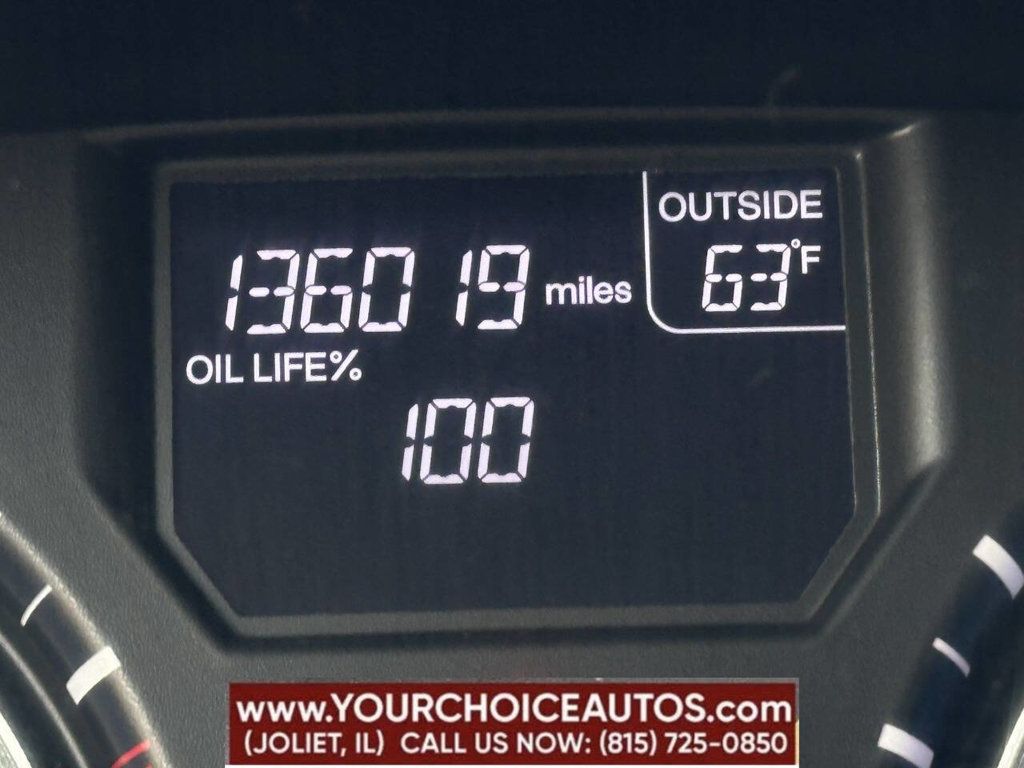 OUTSIDE
136019 miles
63°F
OIL LIFE%
100
www.YOURCHOICEAUTOS.com
(JOLIET, IL) CALL US NOW: (815) 725-0850